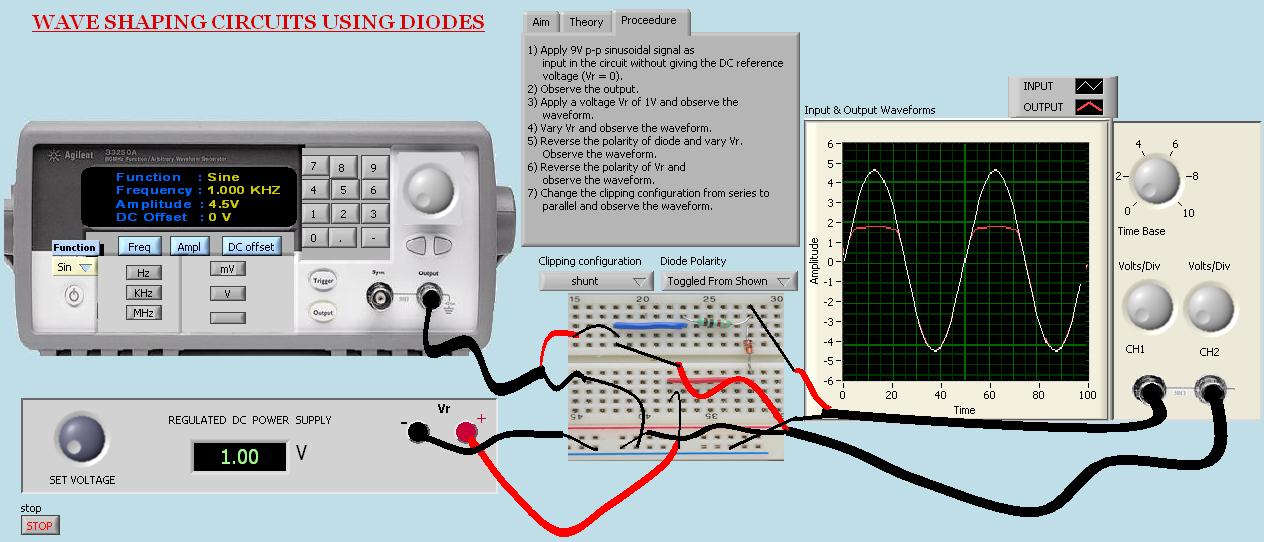 WAVE SHAPING CIRCUITS USING DIODES
Aim
Theory
Proceedure
1) Apply 9V p-p sinusoidal signal as
input in the circuit without giving the DC reference
voltage (Vr = 0).
2) Observe the output.
3) Apply a voltage Vr of 1V and observe the
waveform.
4) Vary Vr and observe the waveform.
5) Reverse the polarity of diode and vary Vr.
Observe the waveform.
6) Reverse the polarity of Vr and
observe the waveform.
7) Change the clipping configuration from series to
parallel and observe the waveform.
Agilent
33250A
80MHz Function / Arbitrary Waveform Generator
Function : Sine
Frequency : 1.000 KHZ
Amplitude : 4.5V
DC Offset : 0 V
7 8 9
4 5 6
1 2 3
0 . -
Function
Freq
Ampl
DC offset
Sin
Hz
KHz
MHz
mV
V
Trigger
Output
Sync
Output
Clipping configuration
shunt
Diode Polarity
Toggled From Shown
15 20 25 30
45 40 35 30
INPUT
OUTPUT
Input & Output Waveforms
Amplitude
6
5
4
3
2
1
0
-1
-2
-3
-4
-5
-6
0 20 40 60 80 100
Time
0 2 4 6 8 10
Time Base
Volts/Div
Volts/Div
CH1
CH2
REGULATED DC POWER SUPPLY
1.00 V
SET VOLTAGE
Vr
- +
stop
STOP